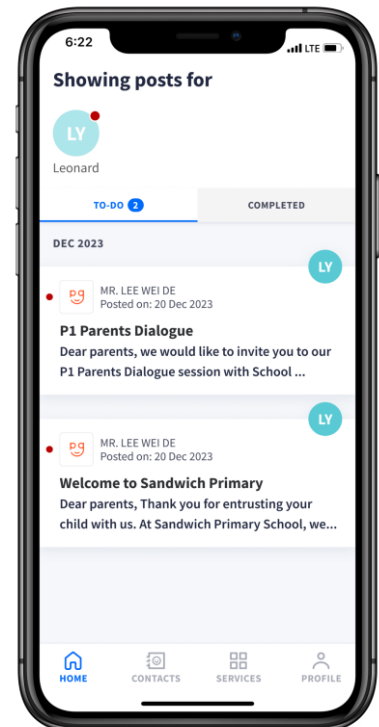 6:22
LTE
Showing posts for
LY
Leonard
TO-DO 2
COMPLETED
DEC 2023
LY
pg
MR. LEE WEI DE
Posted on: 20 Dec 2023
P1 Parents Dialogue
Dear parents, we would like to invite you to our
P1 Parents Dialogue session with School ...
LY
pg
MR. LEE WEI DE
Posted on: 20 Dec 2023
Welcome to Sandwich Primary
Dear parents, Thank you for entrusting your
child with us. At Sandwich Primary School, we...
HOME
CONTACTS
SERVICES
PROFILE